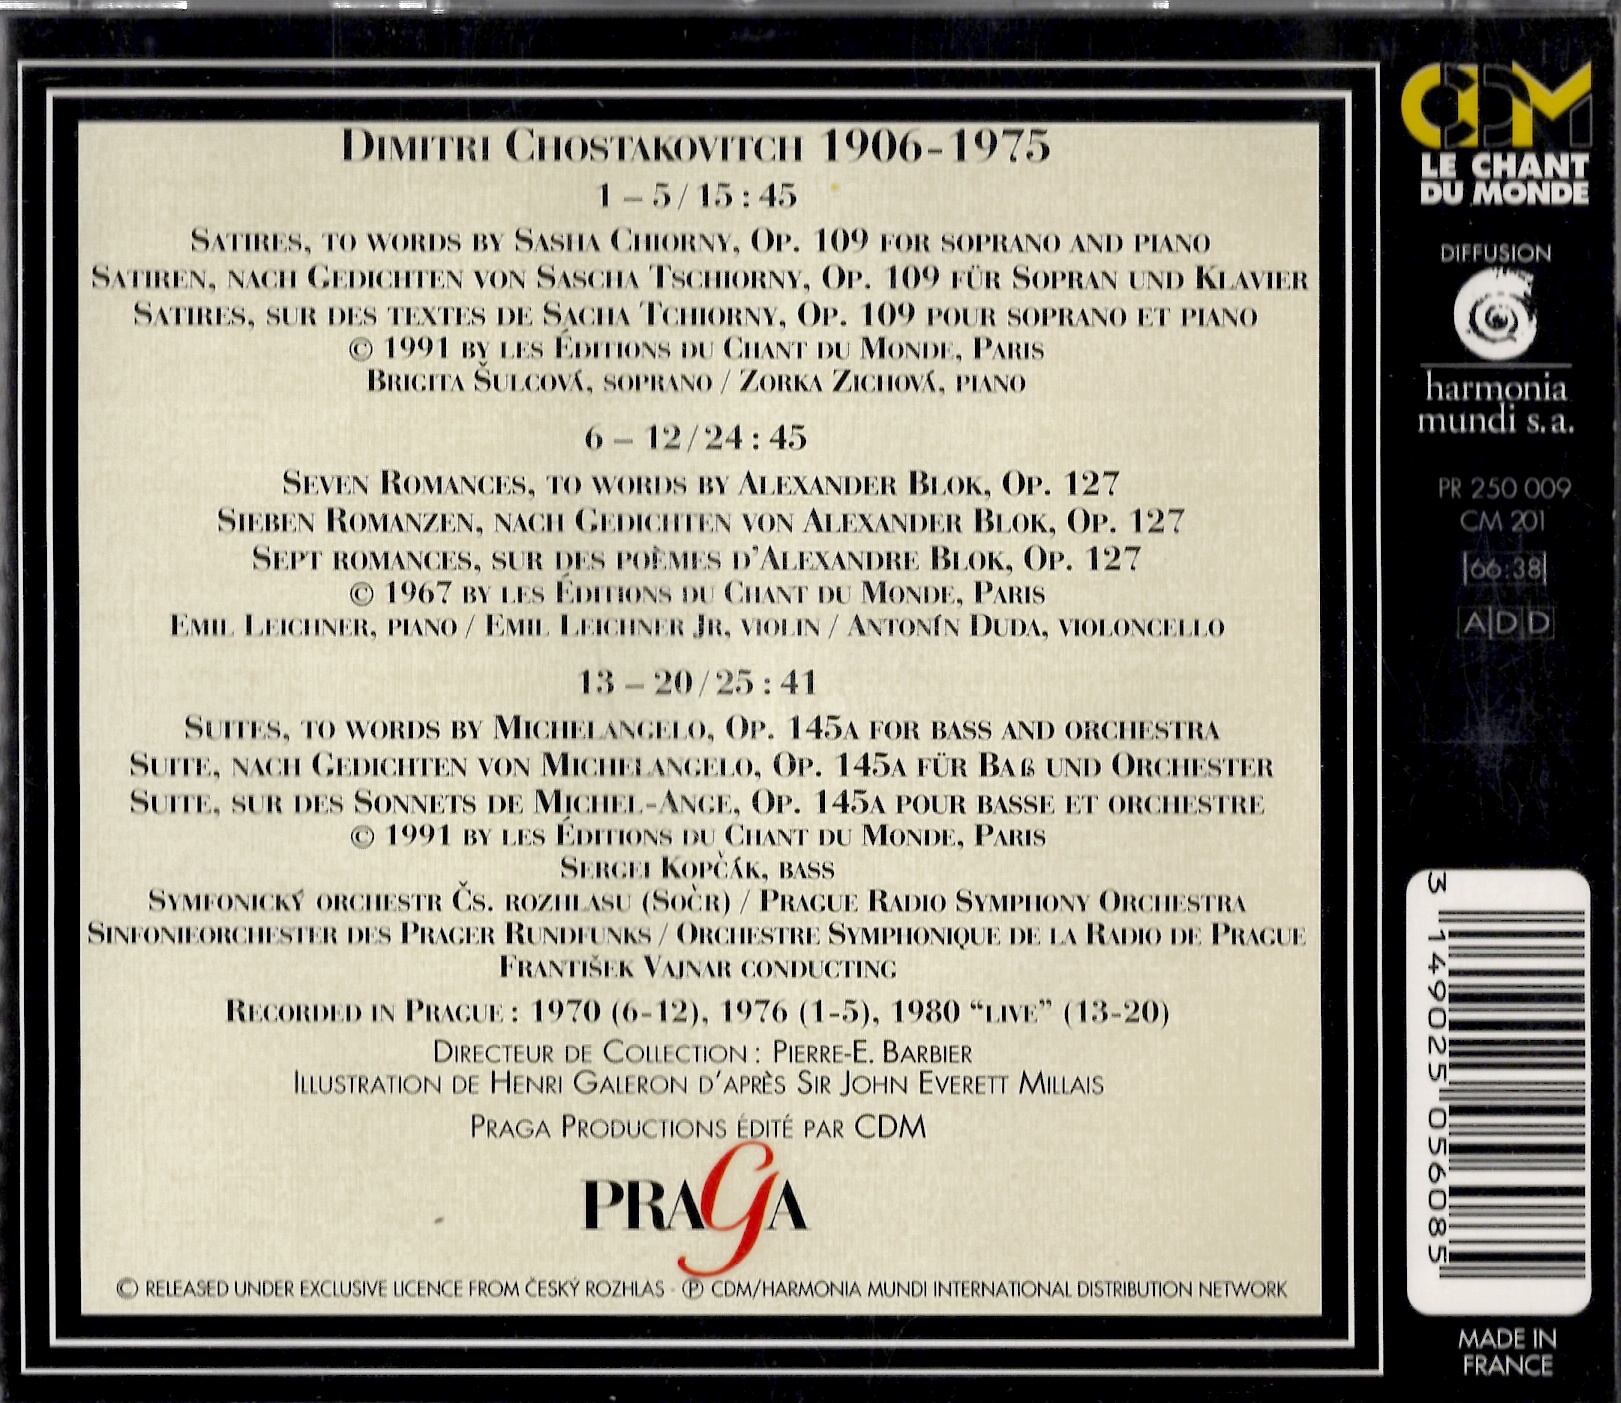 DIMITRI CHOSTAKOVITCH 1906-1975
1 – 5 / 15 : 45
SATIRES, TO WORDS BY SASHA CHIORNY, OP. 109 FOR SOPRANO AND PIANO
SATIREN, NACH GEDICHTEN VON SASCHA TSCHIORNY, OP. 109 FÜR SOPRAN UND KLAVIER
SATIRES, SUR DES TEXTES DE SACHA TCHIORNY, OP. 109 POUR SOPRANO ET PIANO
© 1991 BY LES ÉDITIONS DU CHANT DU MONDE, PARIS
BRIGITA ŠULCOVÁ, SOPRANO / ZORKA ZICHOVÁ, PIANO
6 – 12 / 24 : 45
SEVEN ROMANCES, TO WORDS BY ALEXANDER BLOK, OP. 127
SIEBEN ROMANZEN, NACH GEDICHTEN VON ALEXANDER BLOK, OP. 127
SEPT ROMANCES, SUR DES POÈMES D'ALEXANDRE BLOK, OP. 127
© 1967 BY LES ÉDITIONS DU CHANT DU MONDE, PARIS
EMIL LEICHNER, PIANO / EMIL LEICHNER JR, VIOLIN / ANTONÍN DUDA, VIOLONCELLO
13 – 20 / 25 : 41
SUITES, TO WORDS BY MICHELANGELO, OP. 145A FOR BASS AND ORCHESTRA
SUITE, NACH GEDICHTEN VON MICHELANGELO, OP. 145A FÜR BAß UND ORCHESTER
SUITE, SUR DES SONNETS DE MICHEL-ANGE, OP. 145A POUR BASSE ET ORCHESTRE
© 1991 BY LES ÉDITIONS DU CHANT DU MONDE, PARIS
SERGEI KOPČÁK, BASS
SYMFONICKÝ ORCHESTR ČS. ROZHLASU (SOČR) / PRAGUE RADIO SYMPHONY ORCHESTRA
SINFONIEORCHESTER DES PRAGER RUNDFUNKS / ORCHESTRE SYMPHONIQUE DE LA RADIO DE PRAGUE
FRANTIŠEK VAJNAR CONDUCTING
RECORDED IN PRAGUE : 1970 (6-12), 1976 (1-5), 1980 “LIVE” (13-20)
DIRECTEUR DE COLLECTION : PIERRE-E. BARBIER
ILLUSTRATION DE HENRI GALERON D'APRÈS SIR JOHN EVERETT MILLAIS
PRAGA PRODUCTIONS ÉDITÉ PAR CDM
PRAGA
© RELEASED UNDER EXCLUSIVE LICENCE FROM ČESKÝ ROZHLAS - ℗ CDM/HARMONIA MUNDI INTERNATIONAL DISTRIBUTION NETWORK
CDM
LE CHANT
DU MONDE
DIFFUSION
harmonia
mundi s.a.
PR 250 009
CM 201
66:38
A D D
3 149025 056085
MADE IN
FRANCE